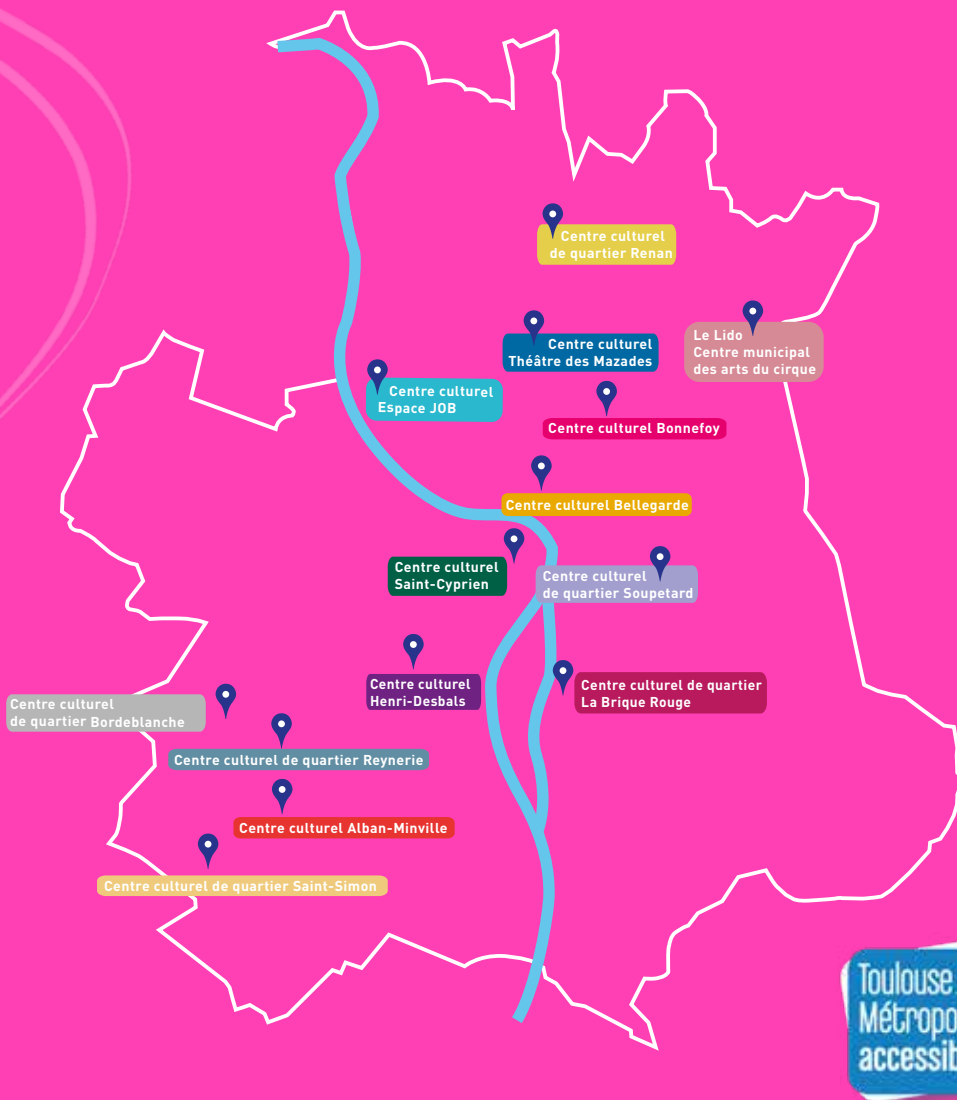 Centre culturel
de quartier Renan
Centre culturel
Théâtre des Mazades
Le Lido
Centre municipal
des arts du cirque
Centre culturel
Espace JOB
Centre culturel Bonnefoy
Centre culturel Bellegarde
Centre culturel
Saint-Cyprien
Centre culturel
de quartier Soupetard
Centre culturel
Henri-Desbals
Centre culturel de quartier
La Brique Rouge
Centre culturel
de quartier Bordeblanche
Centre culturel de quartier Reynerie
Centre culturel Alban-Minville
Centre culturel de quartier Saint-Simon
Toulouse
Métropo
accessib